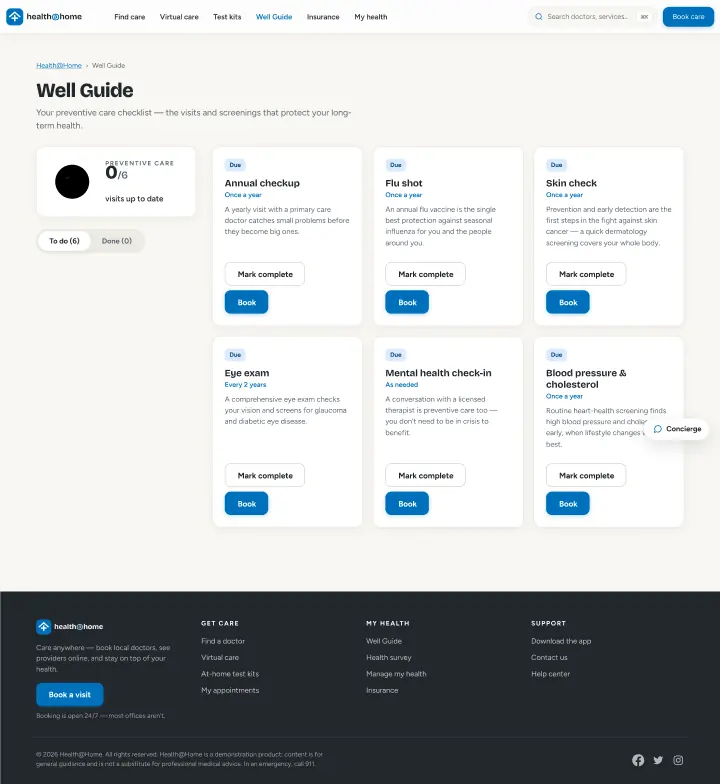 health@home
Find care
Virtual care
Test kits
Well Guide
Insurance
My health
Search doctors, services…
⌘K
Book care
Health@Home › Well Guide
Well Guide
Your preventive care checklist — the visits and screenings that protect your long-
term health.
PREVENTIVE CARE
0/6
visits up to date
To do (6)
Done (0)
Due
Annual checkup
Once a year
A yearly visit with a primary care
doctor catches small problems before
they become big ones.
Mark complete
Book
Due
Flu shot
Once a year
An annual flu vaccine is the single
best protection against seasonal
influenza for you and the people
around you.
Mark complete
Book
Due
Skin check
Once a year
Prevention and early detection are the
first steps in the fight against skin
cancer — a quick dermatology
screening covers your whole body.
Mark complete
Book
Due
Eye exam
Every 2 years
A comprehensive eye exam checks
your vision and screens for glaucoma
and diabetic eye disease.
Mark complete
Book
Due
Mental health check-in
As needed
A conversation with a licensed
therapist is preventive care too —
you don't need to be in crisis to
benefit.
Mark complete
Book
Due
Blood pressure &
cholesterol
Once a year
Routine heart-health screening finds
high blood pressure and
early, when lifestyle changes
best.
Mark complete
Book
Concierge
health@home
Care anywhere — book local doctors, see
providers online, and stay on top of your
health.
Book a visit
Booking is open 24/7 — most offices aren't.
GET CARE
Find a doctor
Virtual care
At-home test kits
My appointments
MY HEALTH
Well Guide
Health survey
Manage my health
Insurance
SUPPORT
Download the app
Contact us
Help center
© 2026 Health@Home. All rights reserved. Health@Home is a demonstration product; content is for
general guidance and is not a substitute for professional medical advice. In an emergency, call 911.